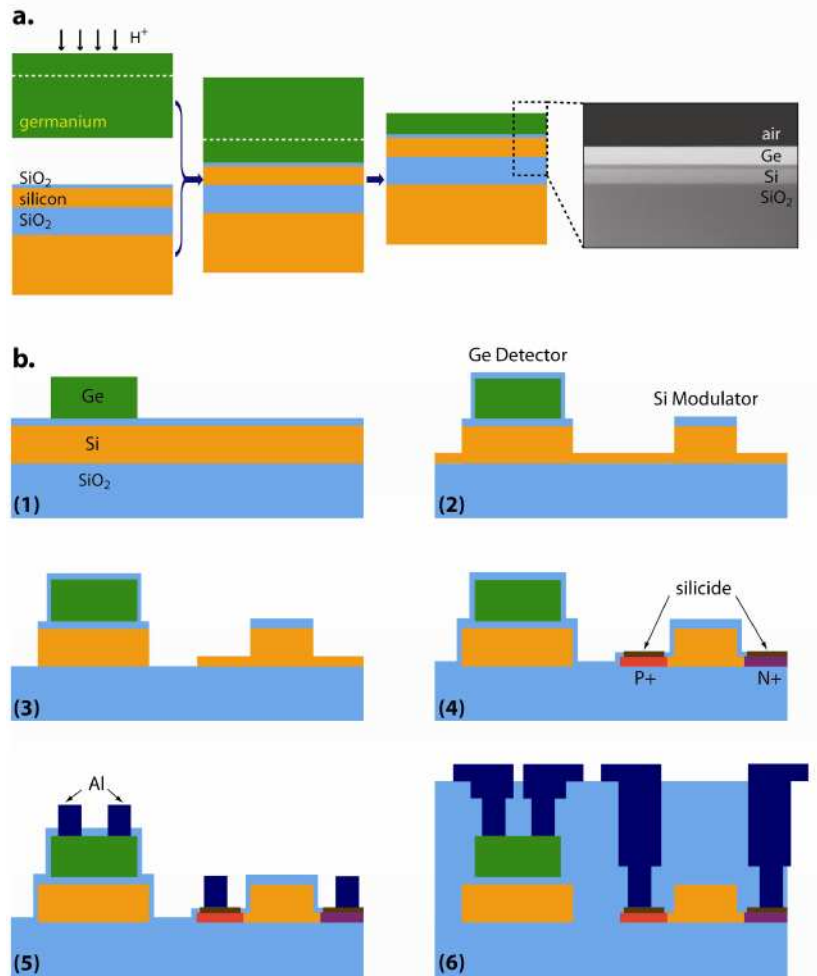 a.
H+
germanium
SiO2
silicon
SiO2
air
Ge
Si
SiO2
b.
Ge
Si
SiO2
(1)
Ge Detector
Si Modulator
(2)
(3)
silicide
P+
N+
(4)
Al
(5)
(6)